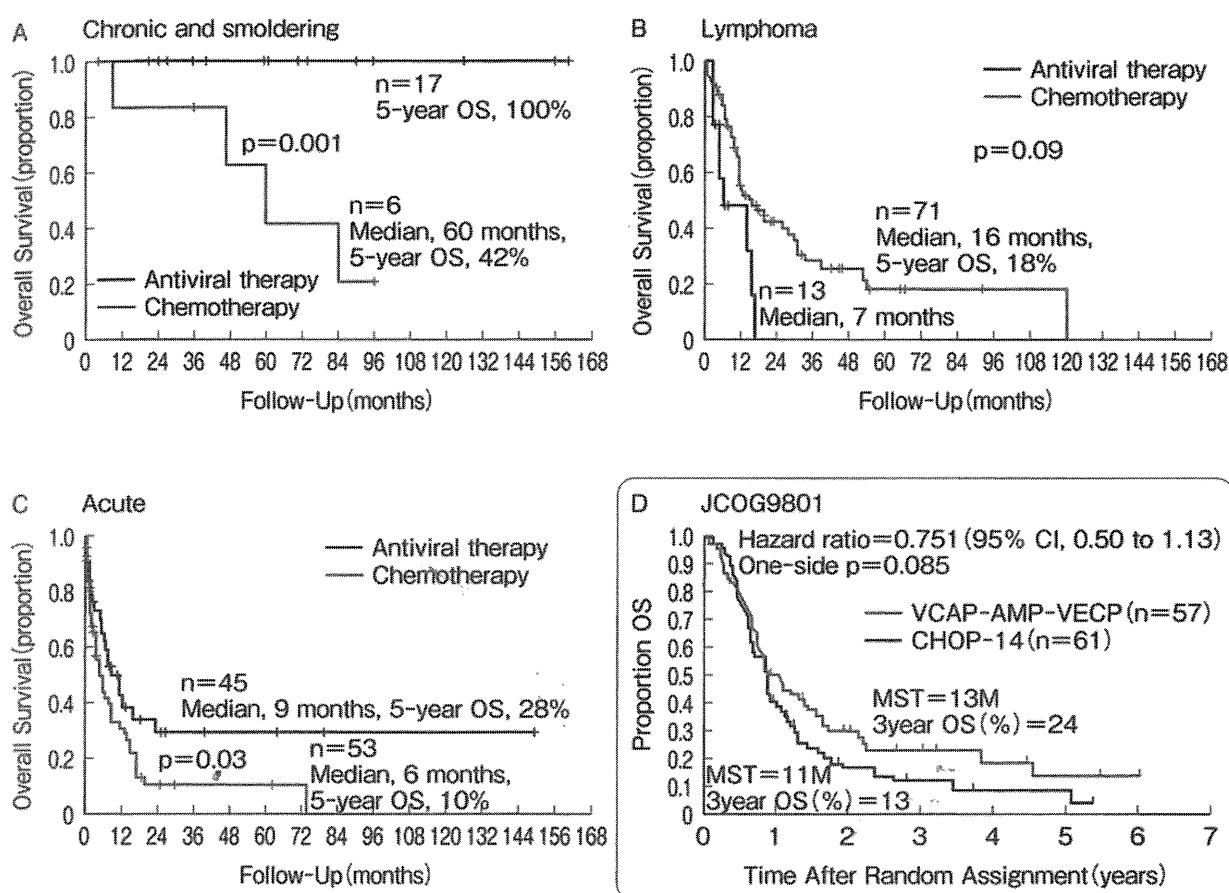 A Chronic and smoldering
Overall Survival (proportion)
1.0
0.8
0.6
0.4
0.2
0
n=17
5-year OS, 100%
p=0.001
n=6
Median, 60 months,
5-year OS, 42%
Antiviral therapy
Chemotherapy
0 12 24 36 48 60 72 84 96 108 120 132 144 156 168
Follow-Up (months)
B Lymphoma
Overall Survival (proportion)
1.0
0.8
0.6
0.4
0.2
0
Antiviral therapy
Chemotherapy
p=0.09
n=71
Median, 16 months,
5-year OS, 18%
n=13
Median, 7 months
0 12 24 36 48 60 72 84 96 108 120 132 144 156 168
Follow-Up (months)
C Acute
Overall Survival (proportion)
1.0
0.8
0.6
0.4
0.2
0
Antiviral therapy
Chemotherapy
n=45
Median, 9 months, 5-year OS, 28%
p=0.03
n=53
Median, 6 months,
5-year OS, 10%
0 12 24 36 48 60 72 84 96 108 120 132 144 156 168
Follow-Up (months)
D JCOG9801
Proportion OS
1.0
0.9
0.8
0.7
0.6
0.5
0.4
0.3
0.2
0.1
0
Hazard ratio=0.751 (95% CI, 0.50 to 1.13)
One-side p=0.085
VCAP-AMP-VECP (n=57)
CHOP-14 (n=61)
MST=13M
3year OS (%) =24
MST=11M
3year OS (%) =13
0 1 2 3 4 5 6 7
Time After Random Assignment (years)